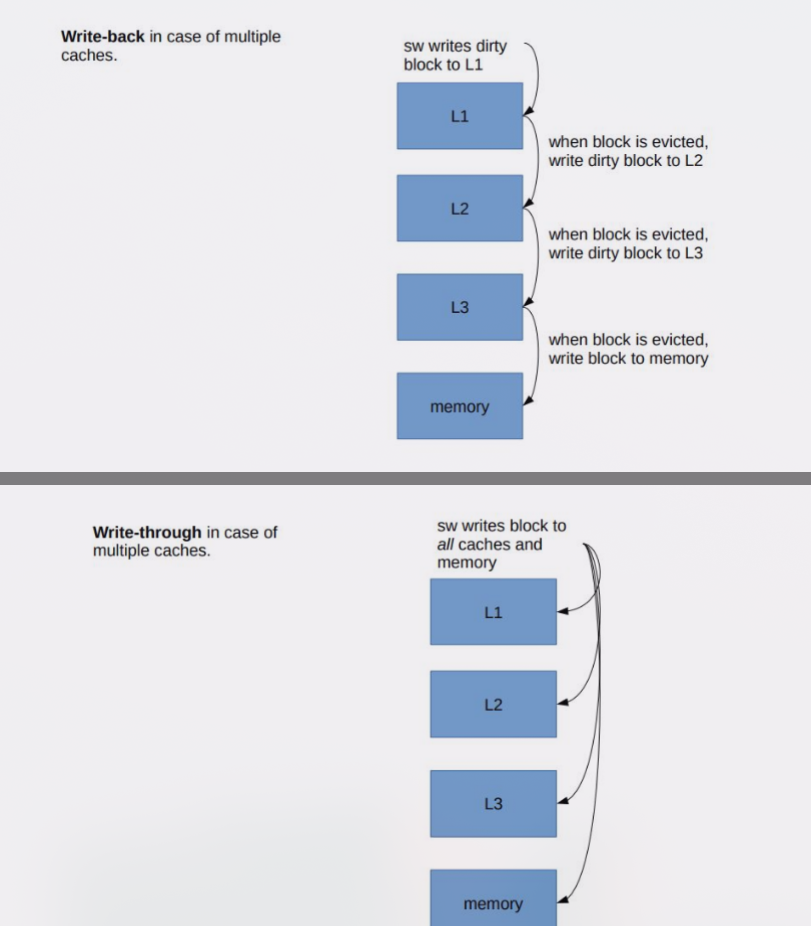 Write-back in case of multiple
caches.
sw writes dirty
block to L1
L1
when block is evicted,
write dirty block to L2
L2
when block is evicted,
write dirty block to L3
L3
when block is evicted,
write block to memory
memory
Write-through in case of
multiple caches.
sw writes block to
all caches and
memory
L1
L2
L3
memory